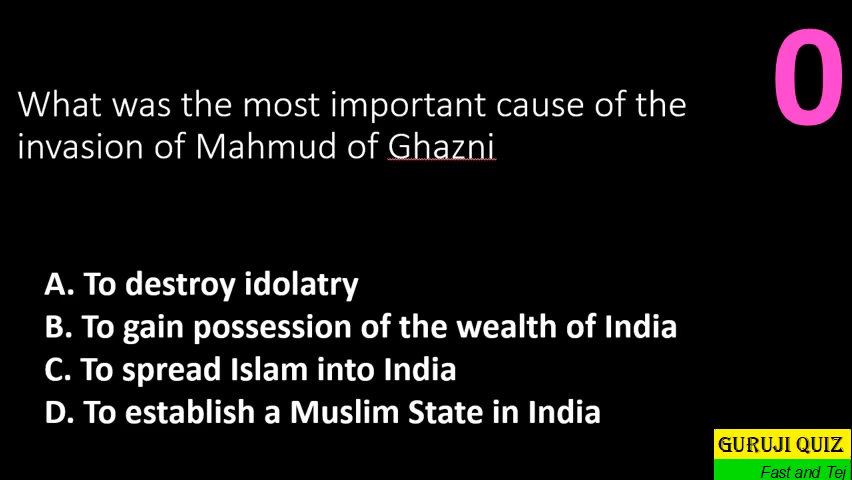 0
What was the most important cause of the
invasion of Mahmud of Ghazni
A. To destroy idolatry
B. To gain possession of the wealth of India
C. To spread Islam into India
D. To establish a Muslim State in India
GURUJI QUIZ
Fast and Tej